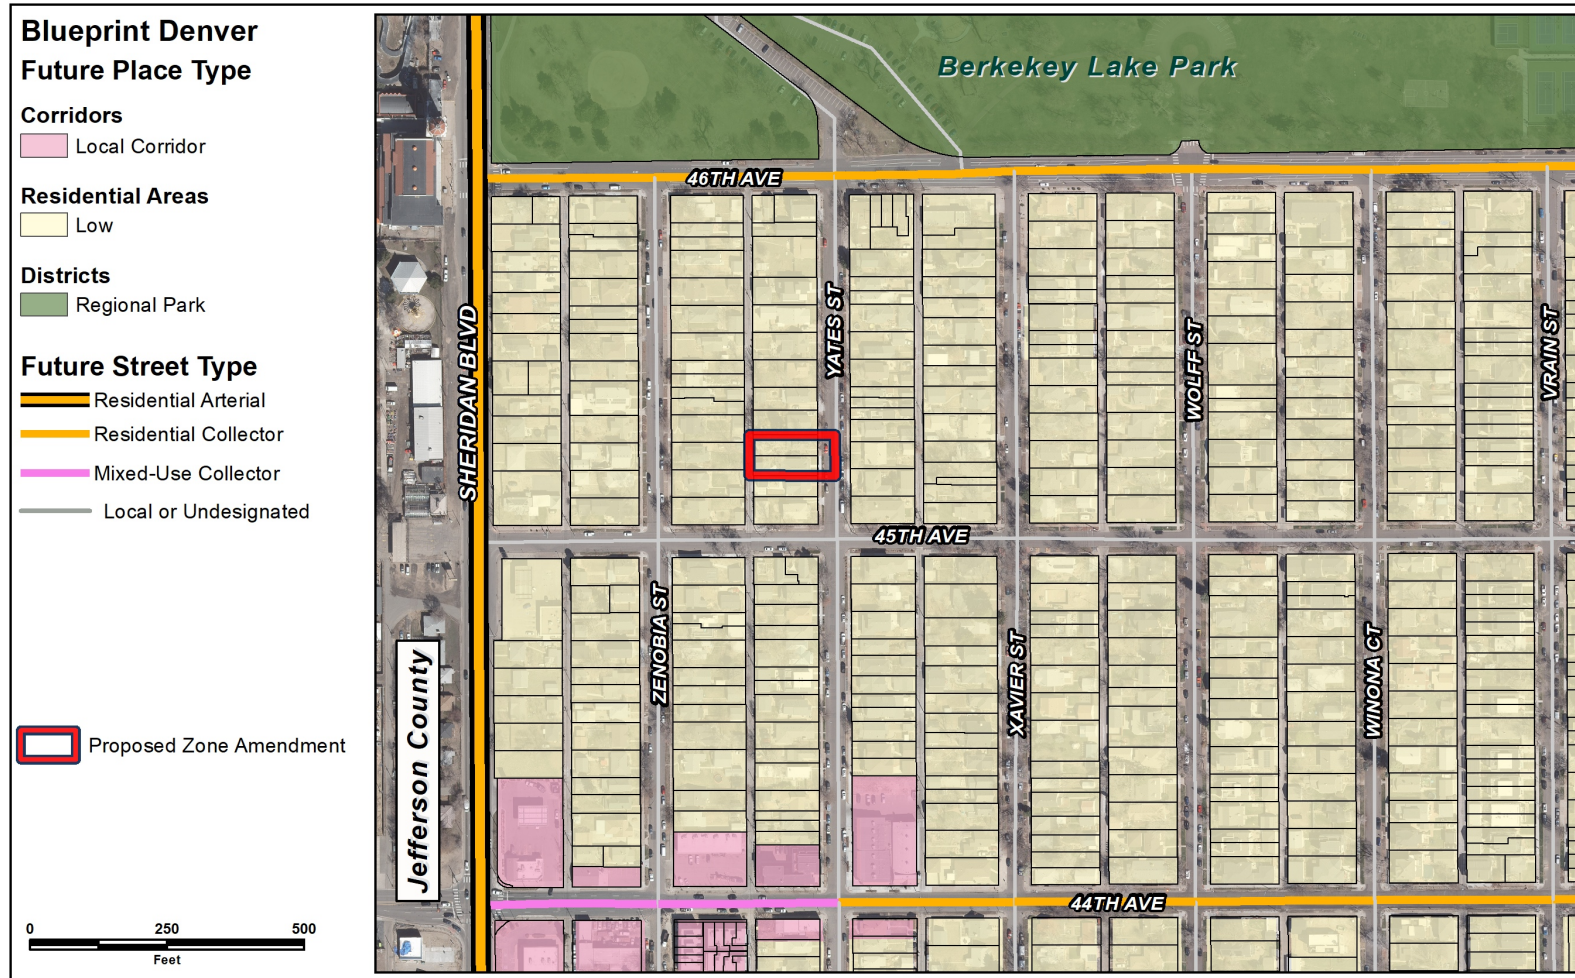 Blueprint Denver
Future Place Type
Corridors
Local Corridor
Residential Areas
Low
Districts
Regional Park
Future Street Type
Residential Arterial
Residential Collector
Mixed-Use Collector
Local or Undesignated
Proposed Zone Amendment
0 250 500
Feet
Berkekey Lake Park
46TH AVE
SHERIDAN BLVD
YATES ST
WOLFF ST
VRAIN ST
45TH AVE
ZENOBIA ST
XAVIER ST
WINONA CT
Jefferson County
44TH AVE